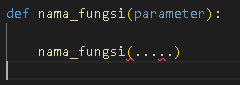 def nama_fungsi(parameter):
nama_fungsi(.....)